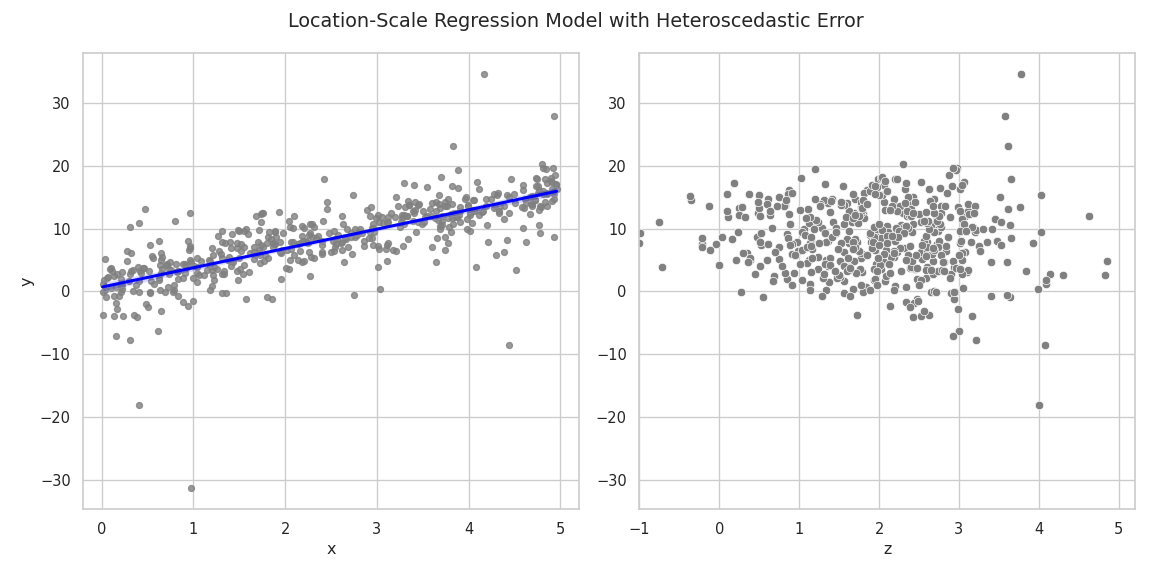 Location-Scale Regression Model with Heteroscedastic Error
30
20
10
0
−10
−20
−30
y
0 1 2 3 4 5
x
30
20
10
0
−10
−20
−30
−1 0 1 2 3 4 5
z